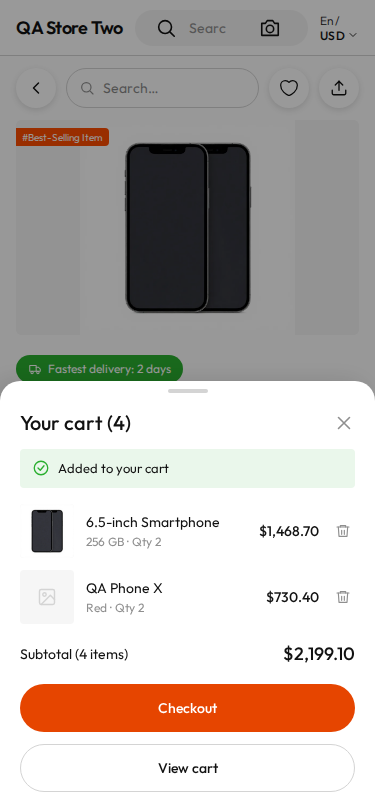 QA Store Two
Searc
En /
USD
Search...
#Best-Selling Item
Fastest delivery: 2 days
Your cart (4)
Added to your cart
6.5-inch Smartphone
256 GB · Qty 2
$1,468.70
QA Phone X
Red · Qty 2
$730.40
Subtotal (4 items)
$2,199.10
Checkout
View cart